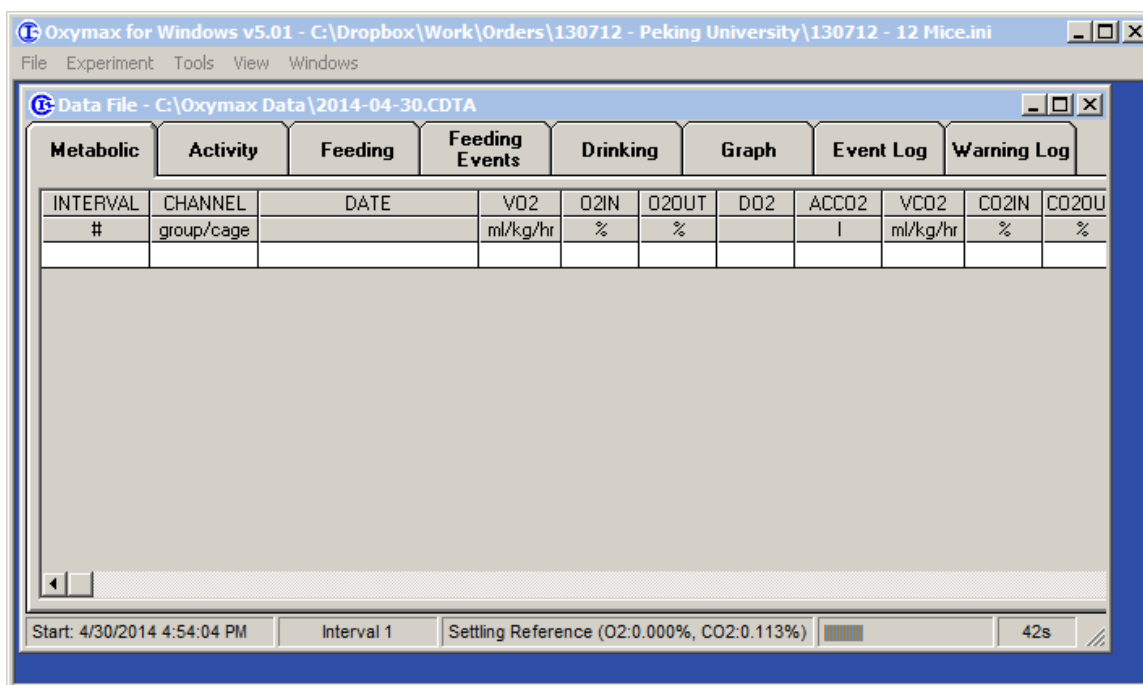 Oxymax for Windows v5.01 - C:\Dropbox\Work\Orders\130712 - Peking University\130712 - 12 Mice.ini
File Experiment Tools View Windows
Data File - C:\Oxymax Data\2014-04-30.CDTA
Metabolic Activity Feeding Feeding Events Drinking Graph Event Log Warning Log
INTERVAL CHANNEL DATE VO2 O2IN O2OUT DO2 ACCO2 VCO2 CO2IN CO2OU
# group/cage ml/kg/hr % % l ml/kg/hr % %
Start: 4/30/2014 4:54:04 PM Interval 1 Settling Reference (O2:0.000%, CO2:0.113%) 42s